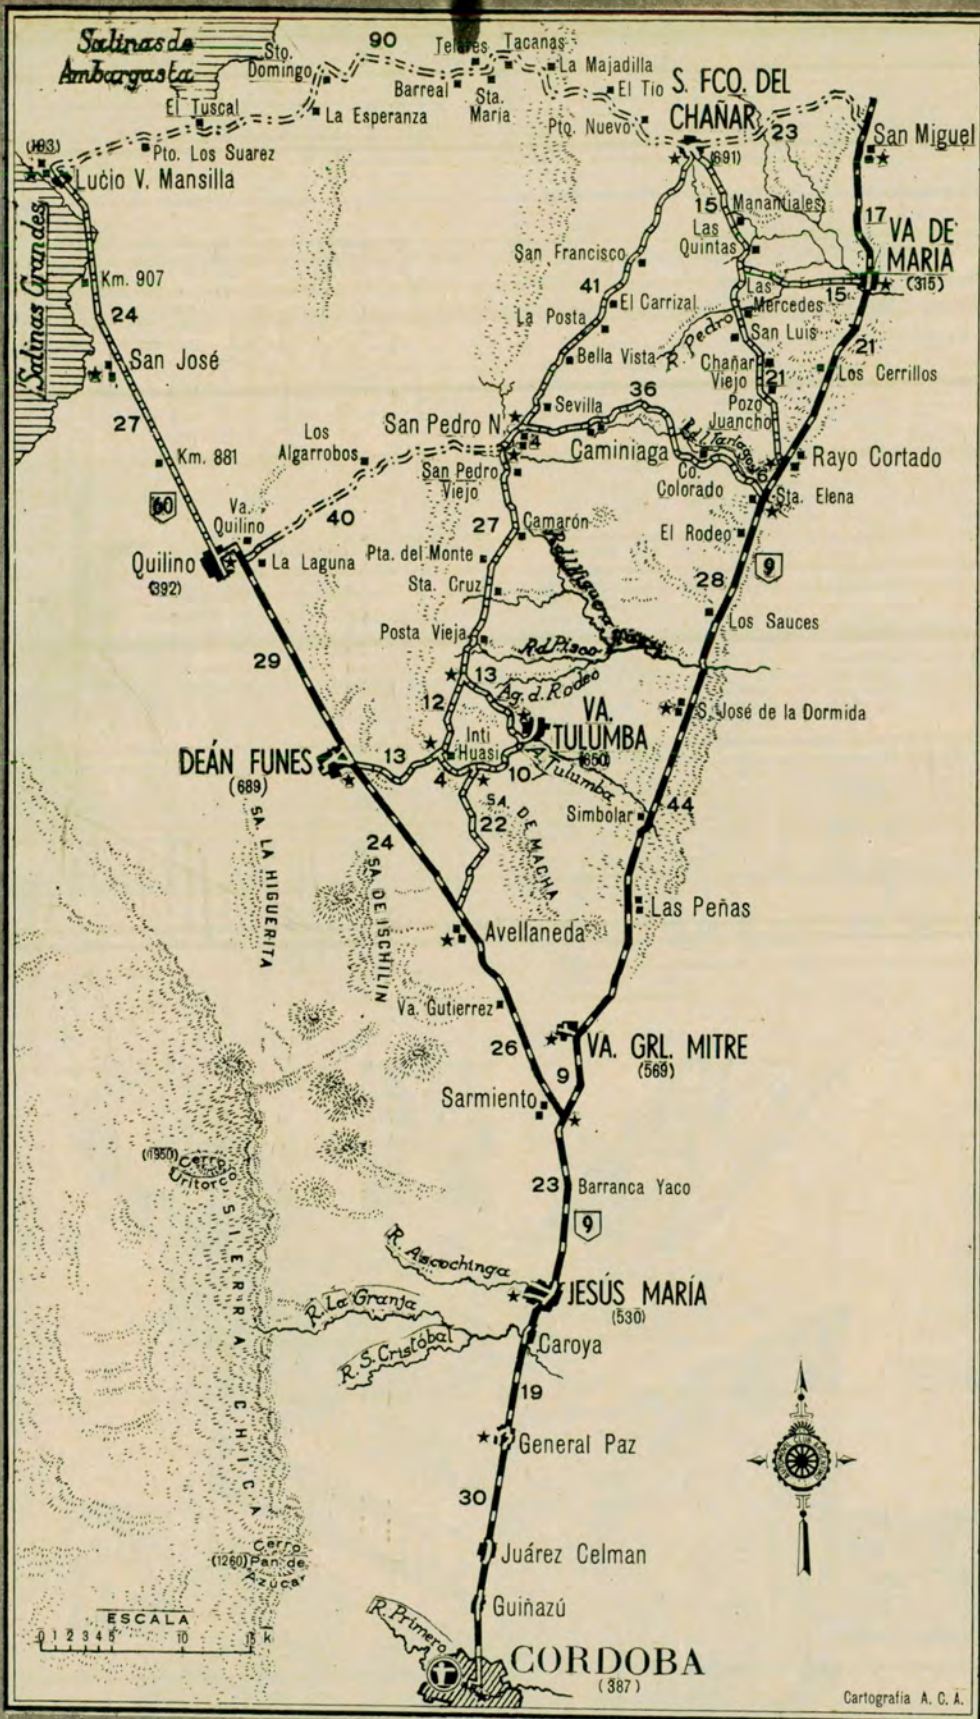 Salinas de
Ambargasta
Sto.
Domingo
90
Telares
Tacanas
La Majadilla
El Tio
Barreal
Sta.
Maria
El Tuscal
La Esperanza
Pto. Nuevo
S. FCO. DEL
CHAÑAR
(691)
23
San Miguel
(193)
Pto. Los Suarez
Lucio V. Mansilla
Salinas Grandes
15
Manantiales
Las
Quintas
17
VA DE
MARIA
(315)
San Francisco
41
El Carrizal
La Posta
Km. 907
24
Las
Mercedes
15
R. Pedro
San Luis
21
San José
Bella Vista
Chañar
Viejo
21
Los Cerrillos
27
Sevilla
36
Pozo
Juancho
Los
Algarrobos
San Pedro N.
4
Caminiaga
Rayo Cortado
Km. 881
San Pedro
Viejo
Co.
Colorado
6
Sta. Elena
60
Va.
Quilino
40
27
Camarón
El Rodeo
9
Quilino
(392)
La Laguna
Pta. del Monte
Sta. Cruz
28
Los Sauces
29
Posta Vieja
R.d.Pisco
13
Ag. d. Rodeo
12
VA.
TULUMBA
(650)
S. José de la Dormida
DEÁN FUNES
(689)
13
Inti
Huasi
4
10
A. Tulumba
Simbolar
44
SA. LA HIGUERITA
24
22
SA. DE MACHA
SA. DE ISCHILIN
Las Peñas
Avellaneda
Va. Gutierrez
26
VA. GRL. MITRE
(569)
9
Sarmiento
(1950)
Cerro
Uritorco
23
Barranca Yaco
9
SIERRA CHICA
R. Ascochinga
JESÚS MARÍA
(530)
R. La Granja
R. S. Cristóbal
Caroya
19
General Paz
30
AUTOMOVIL CLUB ARGENTINO
Cerro
(1260) Pan de
Azúcar
Juárez Celman
Guiñazú
ESCALA
0 1 2 3 4 5 10 15 k
R. Primero
CORDOBA
(387)
Cartografía A. C. A.